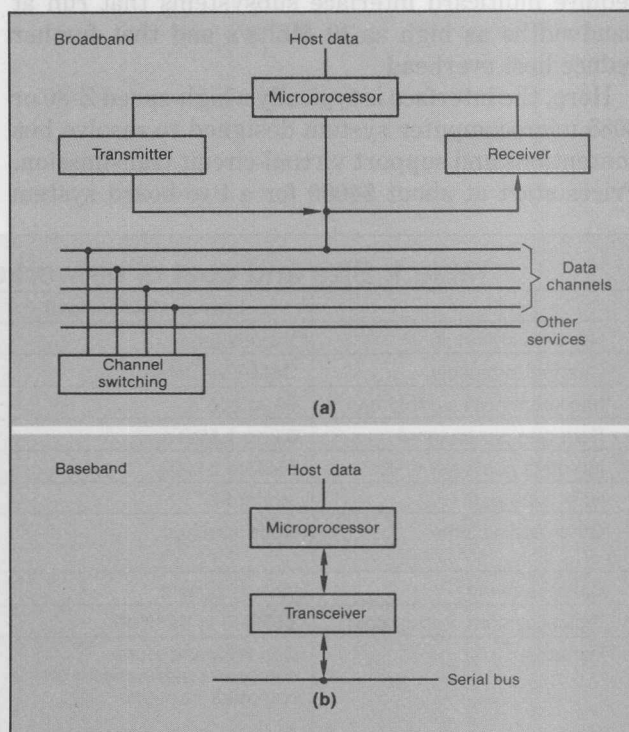 Broadband
Host data
Microprocessor
Transmitter
Receiver
Data
channels
Other
services
Channel
switching
(a)
Baseband
Host data
Microprocessor
Transceiver
Serial bus
(b)